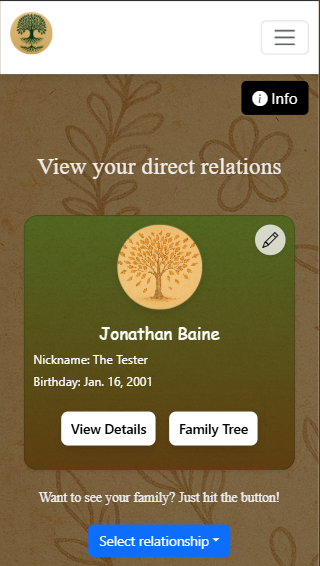 Info
View your direct relations
Jonathan Baine
Nickname: The Tester
Birthday: Jan. 16, 2001
View Details
Family Tree
Want to see your family? Just hit the button!
Select relationship